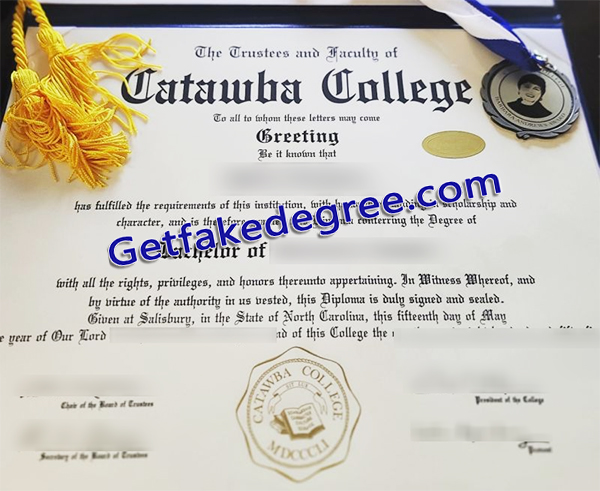 The Trustees and Faculty of
Catawba College
To all to whom these letters may come
Greeting
Be it known that
has fulfilled the requirements of this institution, scholarship and
character, and is conferring the Degree of
Getfakedegree.com
Bachelor of
with all the rights, privileges, and honors thereunto appertaining. In Witness Whereof, and
by virtue of the authority in us vested, this Diploma is duly signed and sealed.
Given at Salisbury, in the State of North Carolina, this fifteenth day of May
year of Our Lord of this College the
CATAWBA COLLEGE
MDCCCLI
Chair of the Board of Trustees
President of the College
Secretary of the Board of Trustees